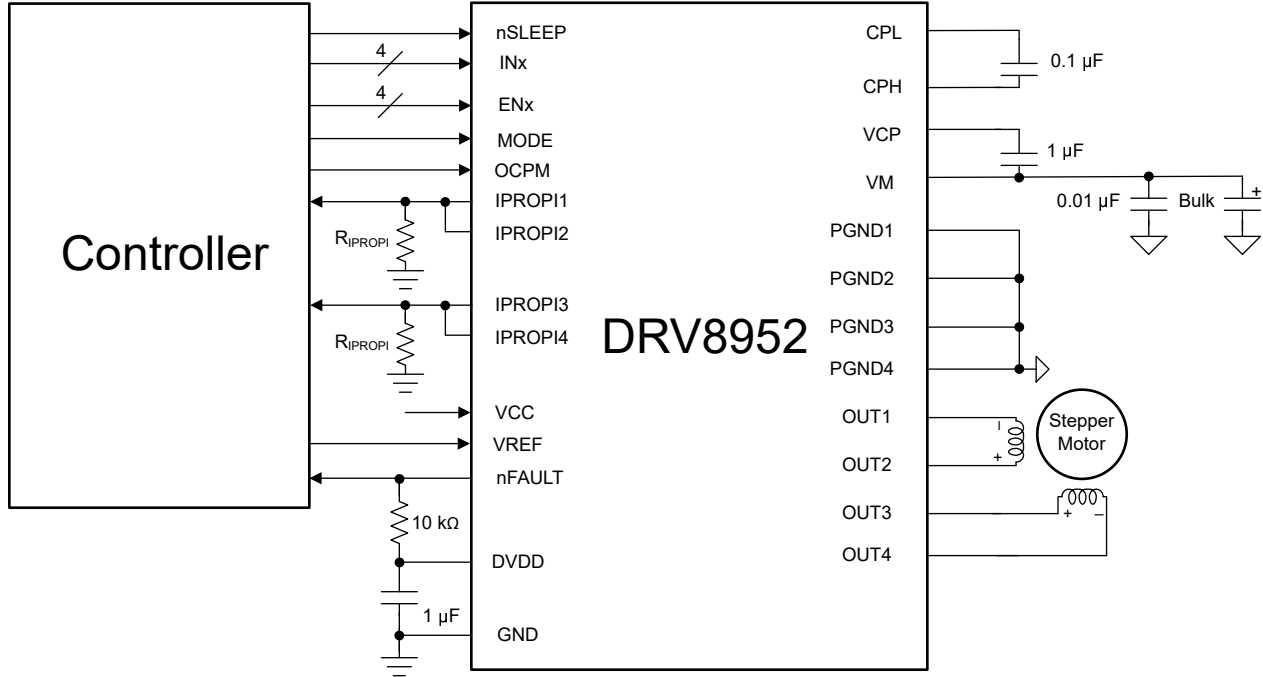 Controller
4
4
nSLEEP
INx
ENx
MODE
OCPM
IPROPI1
IPROPI2
R_IPROPI
IPROPI3
IPROPI4
R_IPROPI
VCC
VREF
nFAULT
10 kΩ
DVDD
1 µF
GND
DRV8952
CPL
CPH
0.1 µF
VCP
1 µF
VM
0.01 µF
Bulk
+
PGND1
PGND2
PGND3
PGND4
OUT1
OUT2
–
+
Stepper
Motor
OUT3
OUT4
+ –